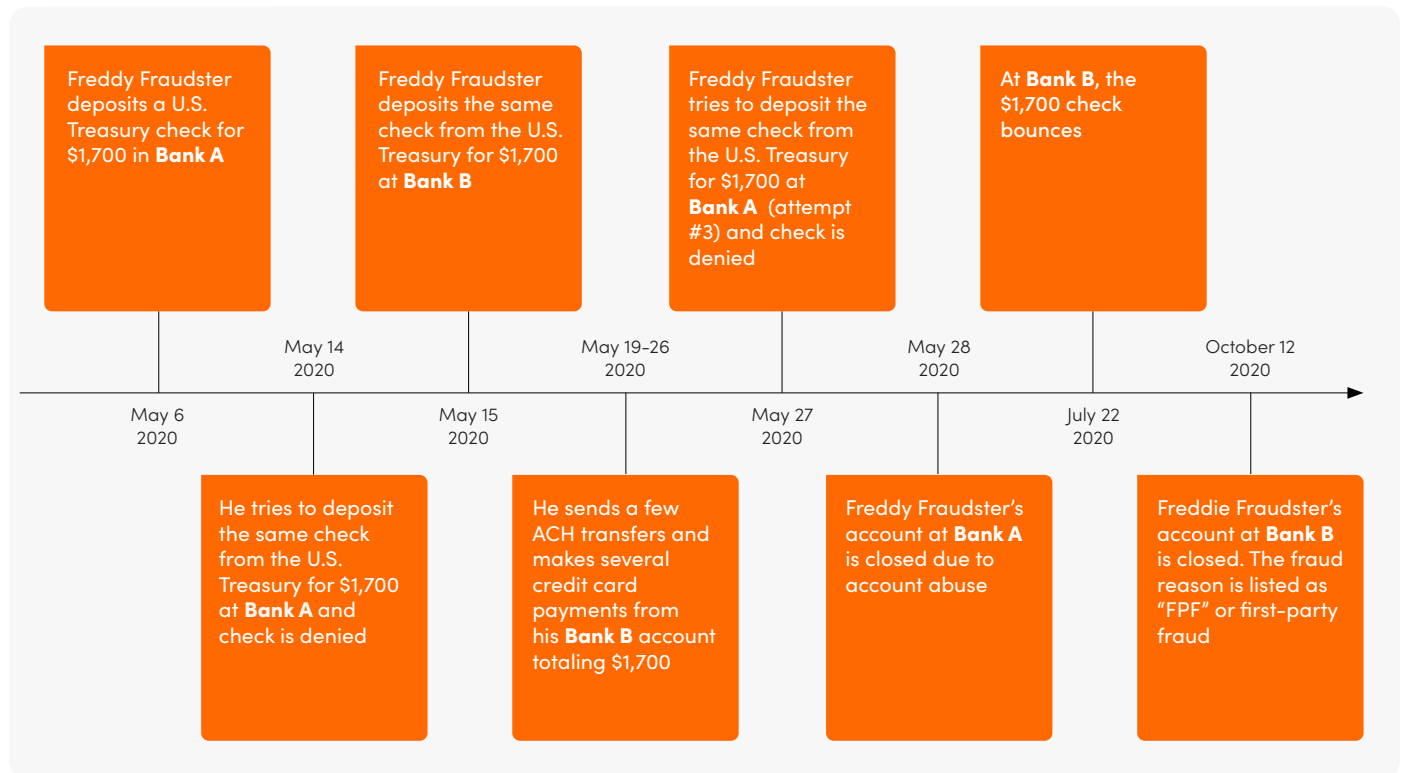 Freddy Fraudster
deposits a U.S.
Treasury check for
$1,700 in Bank A
Freddy Fraudster
deposits the same
check from the U.S.
Treasury for $1,700
at Bank B
Freddy Fraudster
tries to deposit the
same check from
the U.S. Treasury
for $1,700 at
Bank A (attempt
#3) and check is
denied
At Bank B, the
$1,700 check
bounces
May 14
2020
May 19-26
2020
May 28
2020
October 12
2020
May 6
2020
May 15
2020
May 27
2020
July 22
2020
He tries to deposit
the same check
from the U.S.
Treasury for $1,700
at Bank A and
check is denied
He sends a few
ACH transfers and
makes several
credit card
payments from
his Bank B account
totaling $1,700
Freddy Fraudster’s
account at Bank A
is closed due to
account abuse
Freddie Fraudster’s
account at Bank B
is closed. The fraud
reason is listed as
“FPF” or first-party
fraud